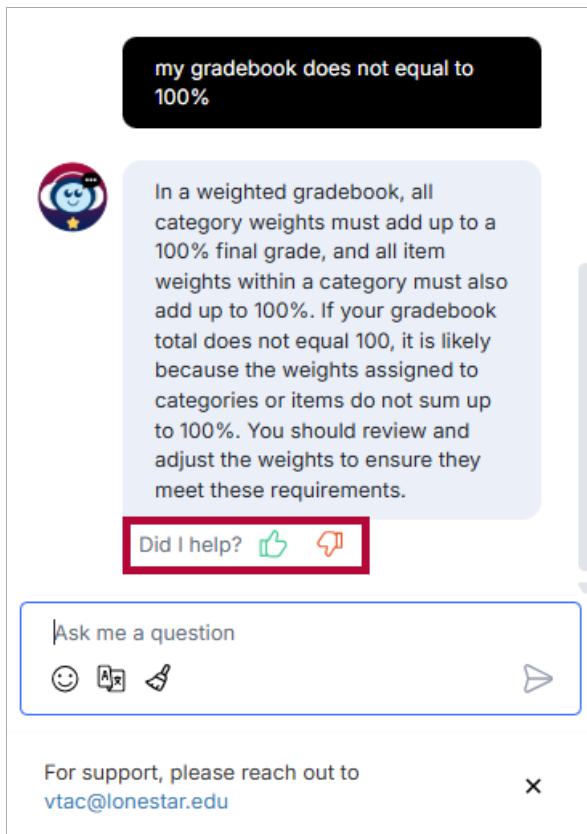 my gradebook does not equal to
100%
In a weighted gradebook, all
category weights must add up to a
100% final grade, and all item
weights within a category must also
add up to 100%. If your gradebook
total does not equal 100, it is likely
because the weights assigned to
categories or items do not sum up
to 100%. You should review and
adjust the weights to ensure they
meet these requirements.
Did I help?
Ask me a question
For support, please reach out to
vtac@lonestar.edu